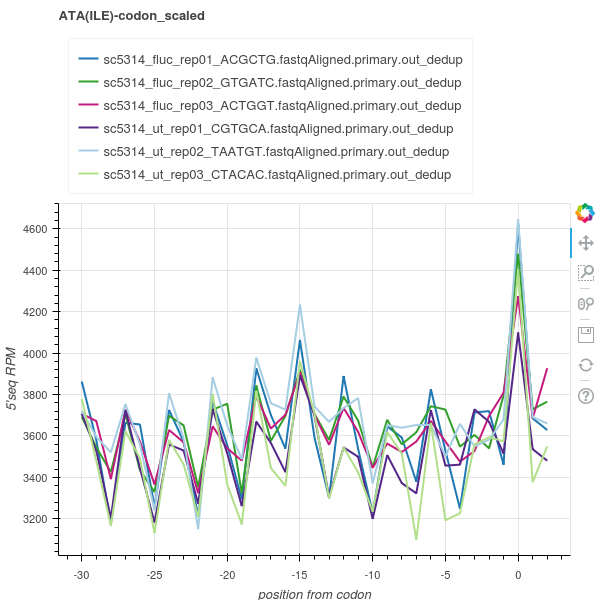 ATA(ILE)-codon_scaled
sc5314_fluc_rep01_ACGCTG.fastqAligned.primary.out_dedup
sc5314_fluc_rep02_GTGATC.fastqAligned.primary.out_dedup
sc5314_fluc_rep03_ACTGGT.fastqAligned.primary.out_dedup
sc5314_ut_rep01_CGTGCA.fastqAligned.primary.out_dedup
sc5314_ut_rep02_TAATGT.fastqAligned.primary.out_dedup
sc5314_ut_rep03_CTACAC.fastqAligned.primary.out_dedup
4600
4400
4200
4000
3800
3600
3400
3200
5'seq RPM
-30 -25 -20 -15 -10 -5 0
position from codon